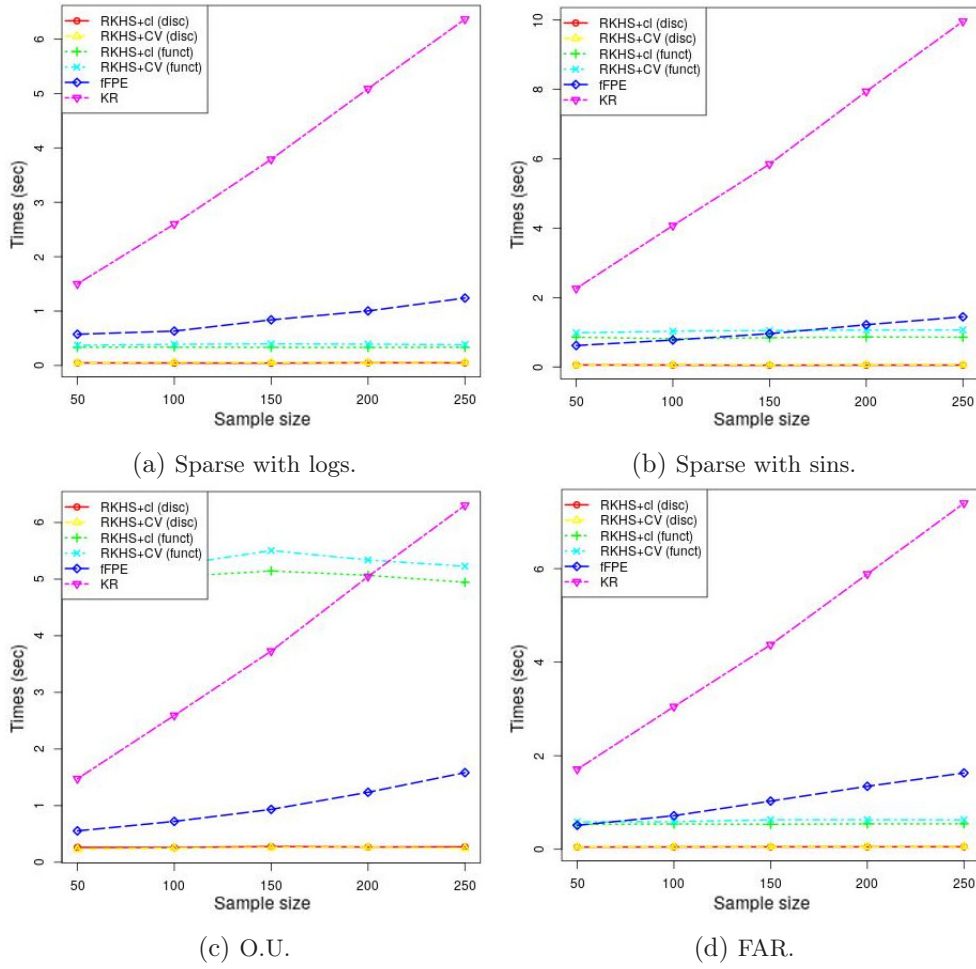 RKHS+cl (disc)
RKHS+CV (disc)
RKHS+cl (funct)
RKHS+CV (funct)
fFPE
KR
Times (sec)
0
1
2
3
4
5
6
50
100
150
200
250
Sample size
(a) Sparse with logs.
RKHS+cl (disc)
RKHS+CV (disc)
RKHS+cl (funct)
RKHS+CV (funct)
fFPE
KR
Times (sec)
0
2
4
6
8
10
50
100
150
200
250
Sample size
(b) Sparse with sins.
RKHS+cl (disc)
RKHS+CV (disc)
RKHS+cl (funct)
RKHS+CV (funct)
fFPE
KR
Times (sec)
0
1
2
3
4
5
6
50
100
150
200
250
Sample size
(c) O.U.
RKHS+cl (disc)
RKHS+CV (disc)
RKHS+cl (funct)
RKHS+CV (funct)
fFPE
KR
Times (sec)
0
2
4
6
50
100
150
200
250
Sample size
(d) FAR.